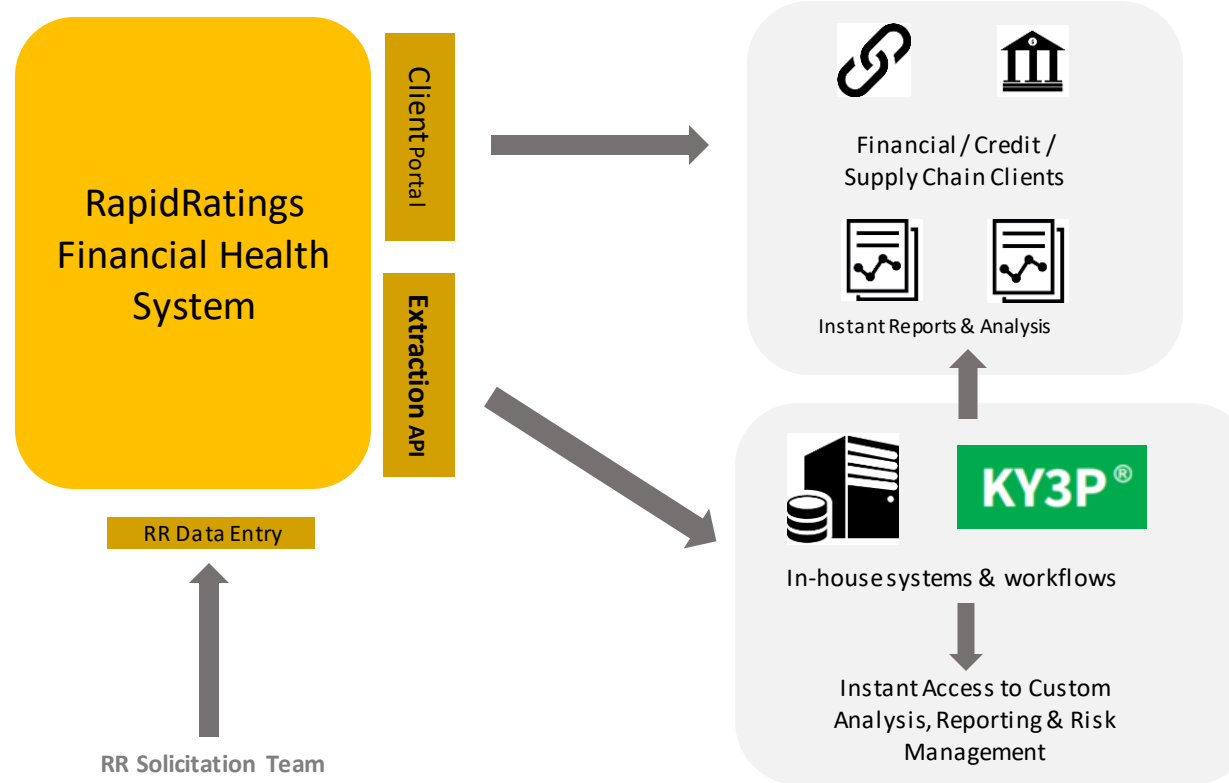 RapidRatings
Financial Health
System
Client Portal
Extraction API
RR Data Entry
RR Solicitation Team
Financial / Credit /
Supply Chain Clients
Instant Reports & Analysis
KY3P®
In-house systems & workflows
Instant Access to Custom
Analysis, Reporting & Risk
Management